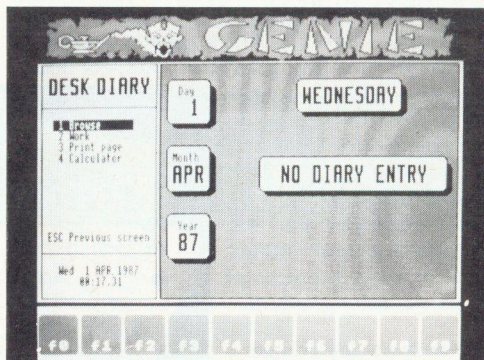 GENIE
DESK DIARY
1 Browse
2 Work
3 Print page
4 Calculator
ESC Previous screen
Wed 1 APR 1987
00:17.31
Day
1
Month
APR
Year
87
WEDNESDAY
NO DIARY ENTRY
f0 f1 f2 f3 f4 f5 f6 f7 f8 f9